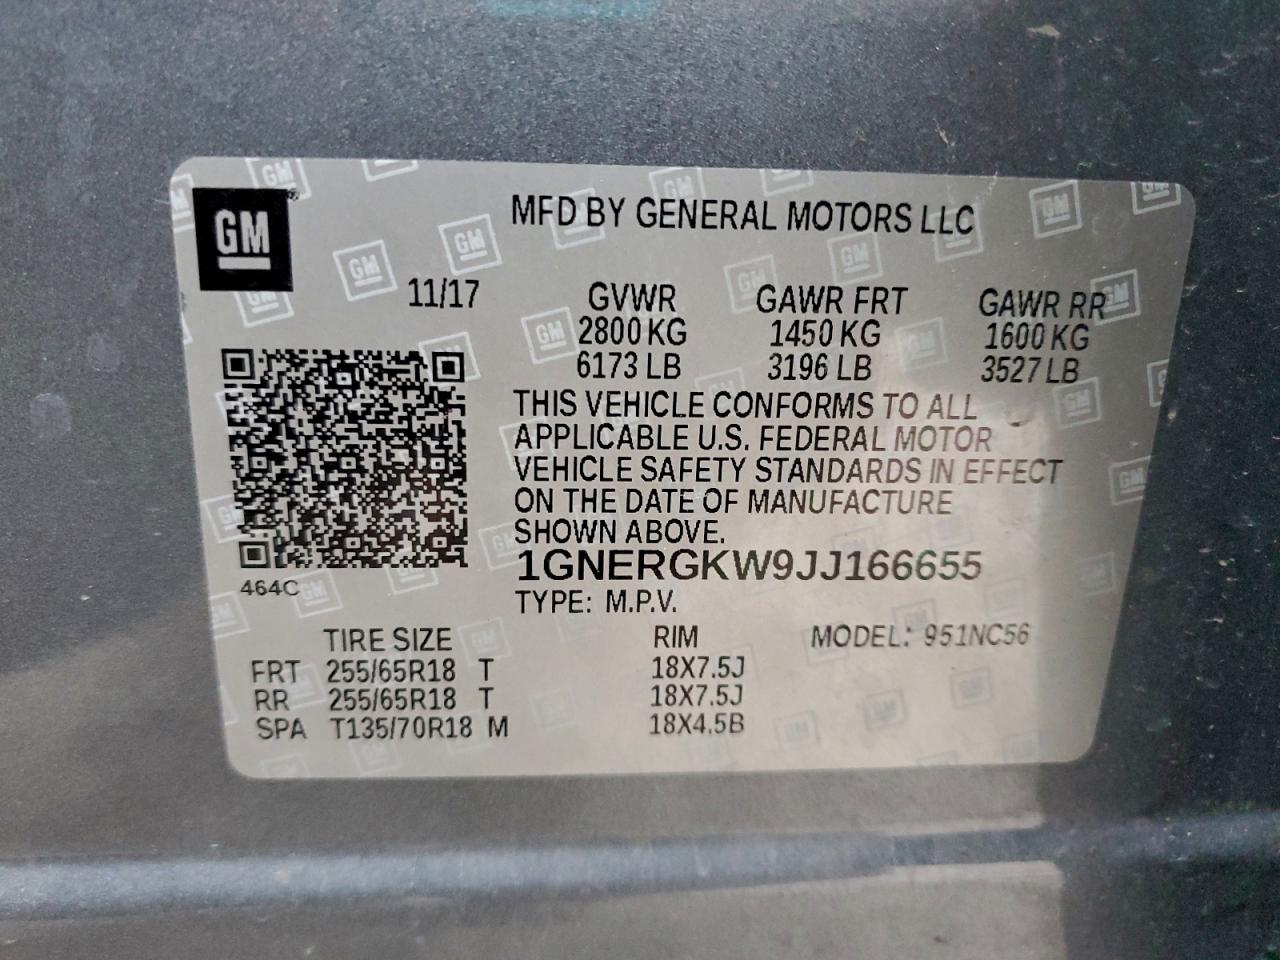 GM
MFD BY GENERAL MOTORS LLC
11/17 GVWR GAWR FRT GAWR RR
2800 KG 1450 KG 1600 KG
6173 LB 3196 LB 3527 LB
THIS VEHICLE CONFORMS TO ALL
APPLICABLE U.S. FEDERAL MOTOR
VEHICLE SAFETY STANDARDS IN EFFECT
ON THE DATE OF MANUFACTURE
SHOWN ABOVE.
1GNERGKW9JJ166655
464C
TYPE: M.P.V.
TIRE SIZE RIM MODEL: 951NC56
FRT 255/65R18 T 18X7.5J
RR 255/65R18 T 18X7.5J
SPA T135/70R18 M 18X4.5B